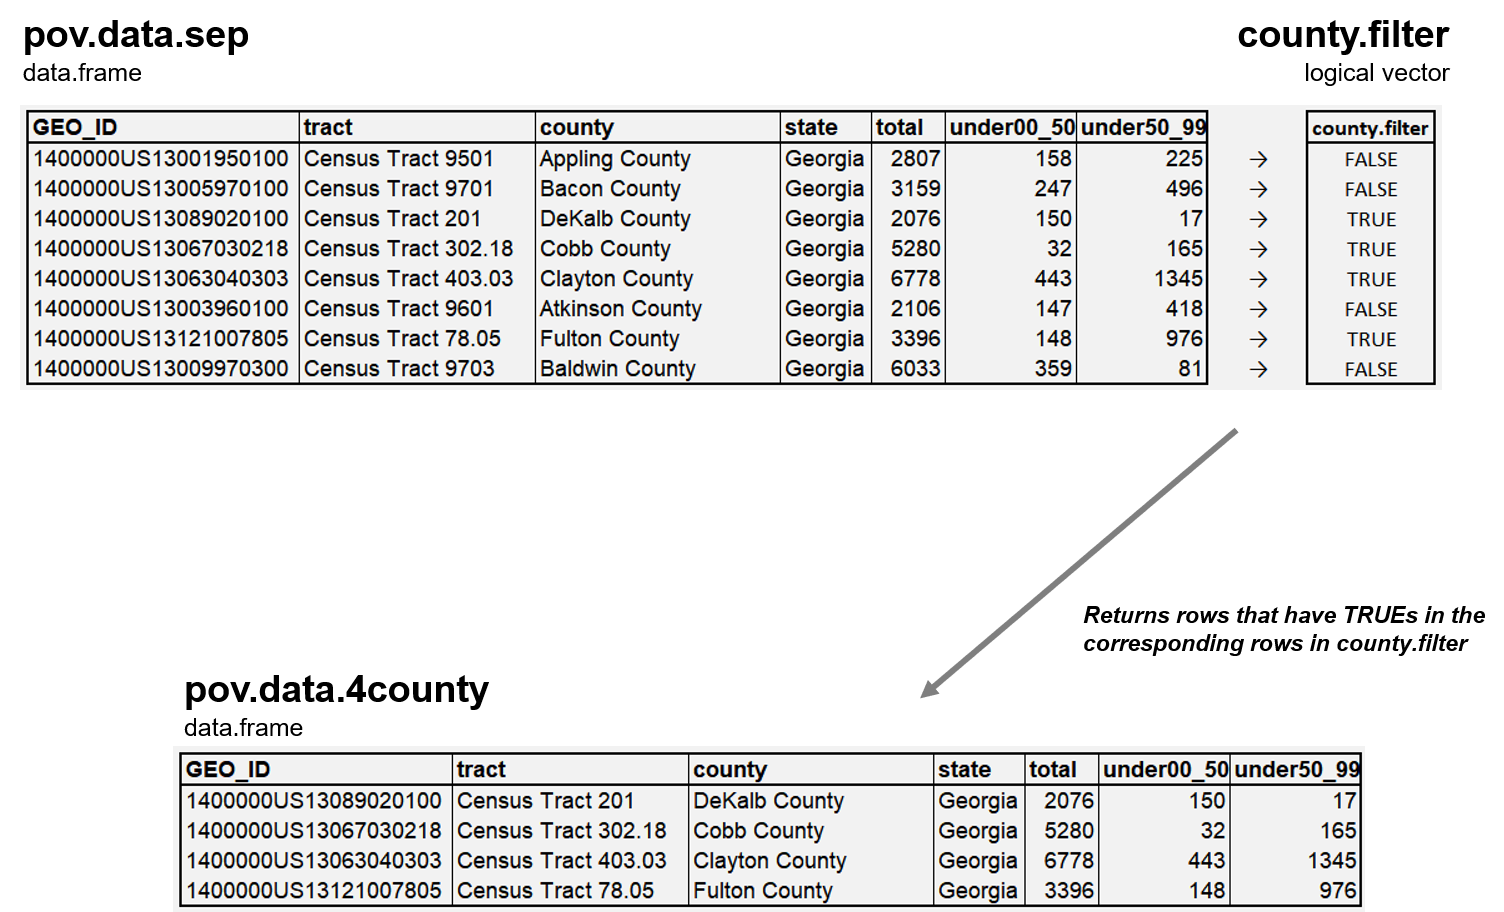 pov.data.sep county.filter
data.frame logical vector
GEO_ID tract county state total under00_50 under50_99 county.filter
1400000US13001950100 Census Tract 9501 Appling County Georgia 2807 158 225 → FALSE
1400000US13005970100 Census Tract 9701 Bacon County Georgia 3159 247 496 → FALSE
1400000US13089020100 Census Tract 201 DeKalb County Georgia 2076 150 17 → TRUE
1400000US13067030218 Census Tract 302.18 Cobb County Georgia 5280 32 165 → TRUE
1400000US13063040303 Census Tract 403.03 Clayton County Georgia 6778 443 1345 → TRUE
1400000US13003960100 Census Tract 9601 Atkinson County Georgia 2106 147 418 → FALSE
1400000US13121007805 Census Tract 78.05 Fulton County Georgia 3396 148 976 → TRUE
1400000US13009970300 Census Tract 9703 Baldwin County Georgia 6033 359 81 → FALSE
Returns rows that have TRUEs in the
corresponding rows in county.filter
pov.data.4county
data.frame
GEO_ID tract county state total under00_50 under50_99
1400000US13089020100 Census Tract 201 DeKalb County Georgia 2076 150 17
1400000US13067030218 Census Tract 302.18 Cobb County Georgia 5280 32 165
1400000US13063040303 Census Tract 403.03 Clayton County Georgia 6778 443 1345
1400000US13121007805 Census Tract 78.05 Fulton County Georgia 3396 148 976